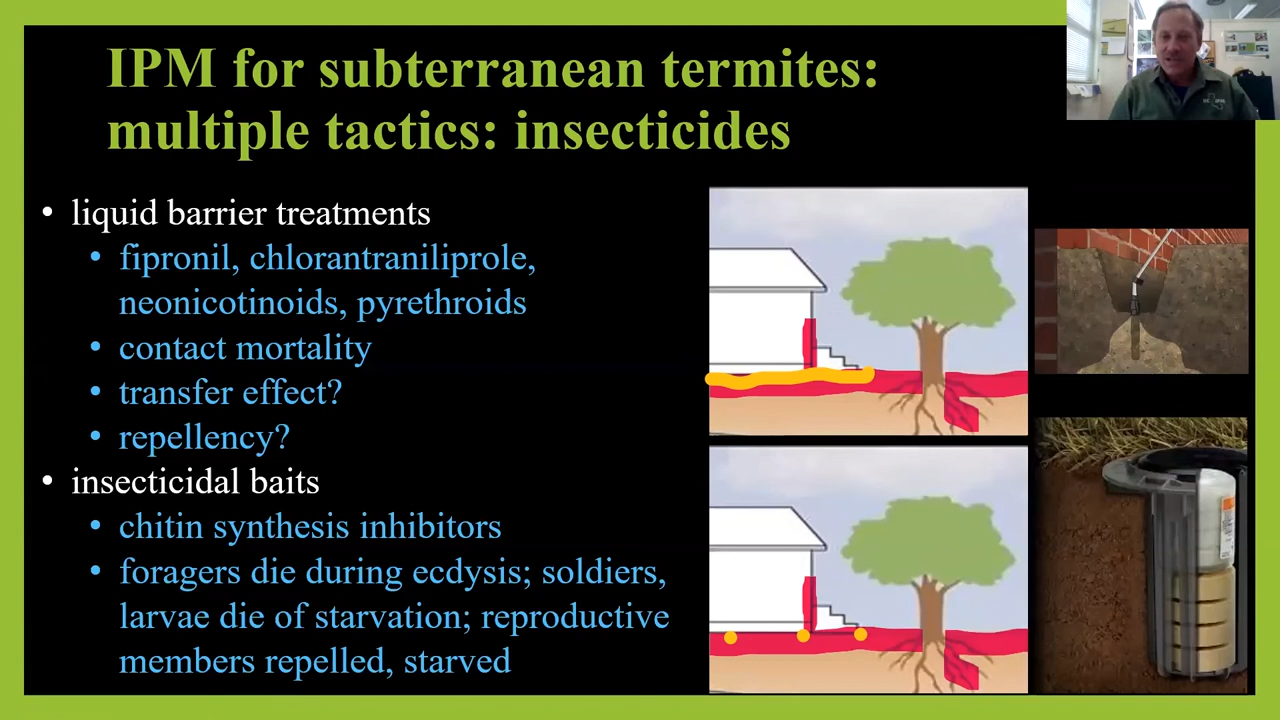 IPM for subterranean termites:
multiple tactics: insecticides
• liquid barrier treatments
• fipronil, chlorantraniliprole,
neonicotinoids, pyrethroids
• contact mortality
• transfer effect?
• repellency?
• insecticidal baits
• chitin synthesis inhibitors
• foragers die during ecdysis; soldiers,
larvae die of starvation; reproductive
members repelled, starved